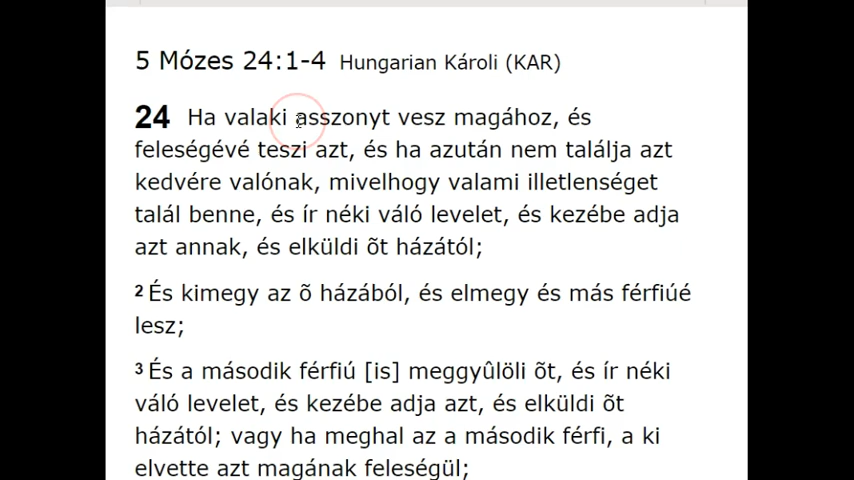 5 Mózes 24:1-4 Hungarian Károli (KAR)
24 Ha valaki asszonyt vesz magához, és
feleségévé teszi azt, és ha azután nem találja azt
kedvére valónak, mivelhogy valami illetlenséget
talál benne, és ír néki váló levelet, és kezébe adja
azt annak, és elküldi õt házától;
2 És kimegy az õ házából, és elmegy és más férfiúé
lesz;
3 És a második férfiú [is] meggyûlöli õt, és ír néki
váló levelet, és kezébe adja azt, és elküldi õt
házától; vagy ha meghal az a második férfi, a ki
elvette azt magának feleségül;